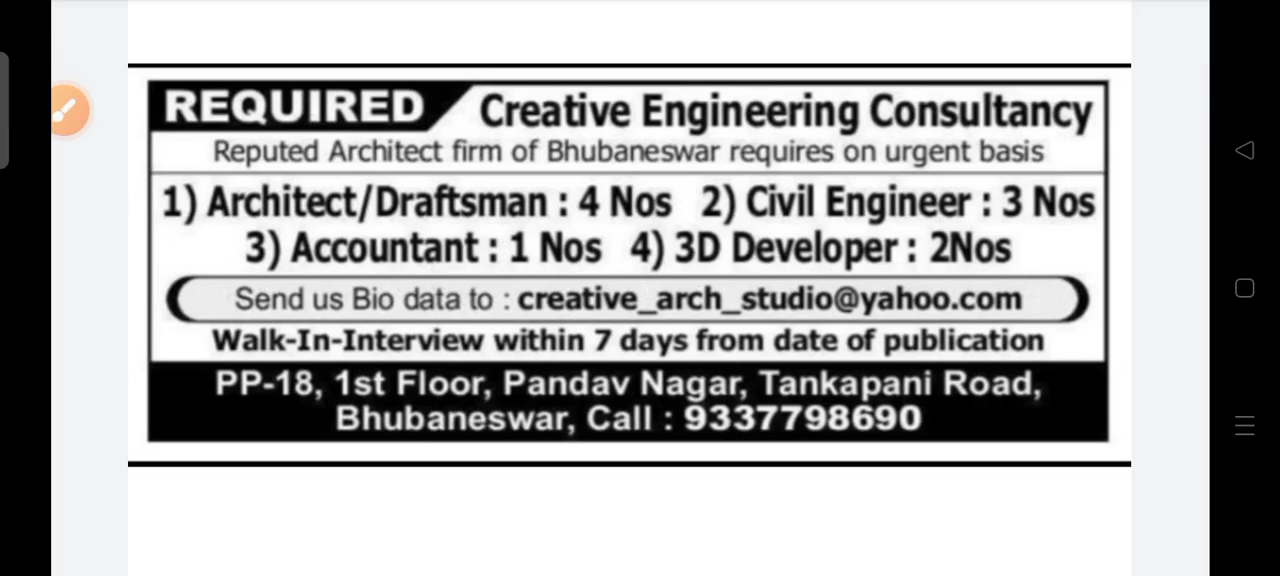 REQUIRED Creative Engineering Consultancy
Reputed Architect firm of Bhubaneswar requires on urgent basis
1) Architect/Draftsman : 4 Nos 2) Civil Engineer : 3 Nos
3) Accountant : 1 Nos 4) 3D Developer : 2Nos
Send us Bio data to : creative_arch_studio@yahoo.com
Walk-In-Interview within 7 days from date of publication
PP-18, 1st Floor, Pandav Nagar, Tankapani Road,
Bhubaneswar, Call : 9337798690